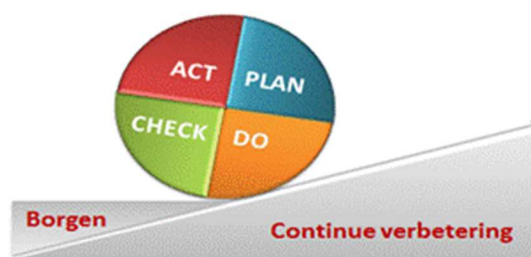 ACT
PLAN
CHECK
DO
Borgen
Continue verbetering